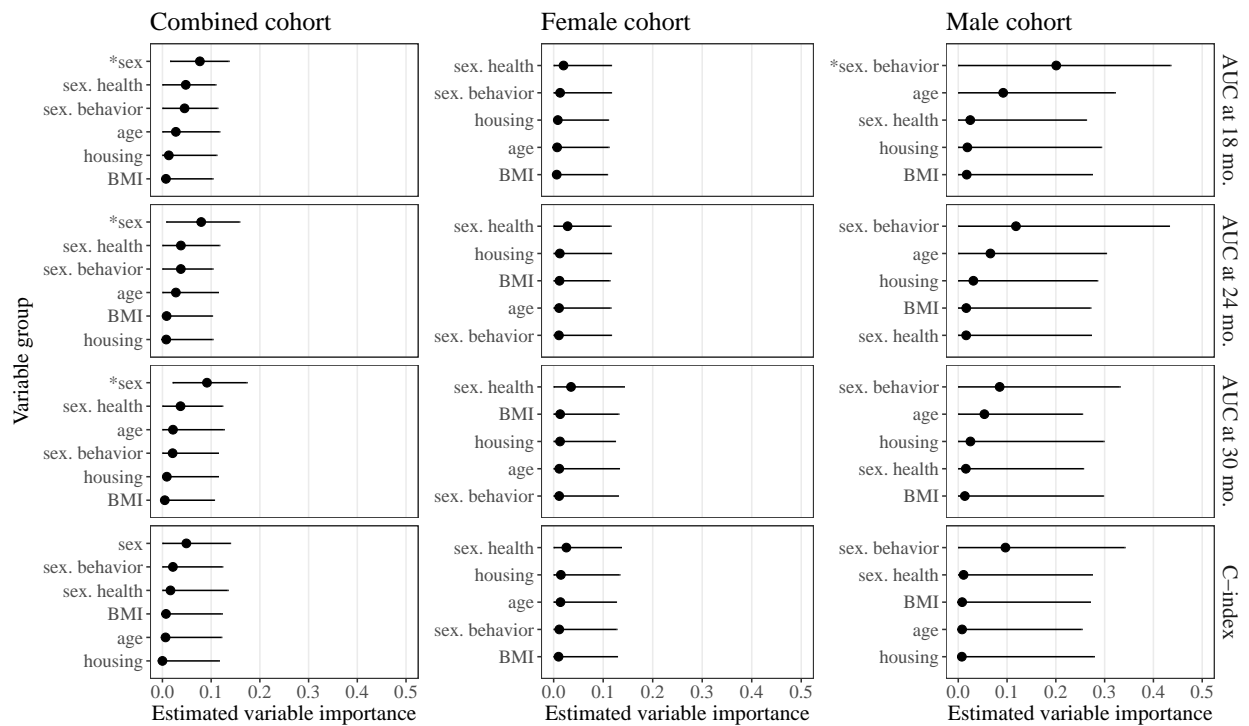 Combined cohort
Female cohort
Male cohort
Variable group
*sex
sex. health
sex. behavior
age
housing
BMI
sex. health
sex. behavior
housing
age
BMI
*sex. behavior
age
sex. health
housing
BMI
AUC at 18 mo.
*sex
sex. health
sex. behavior
age
BMI
housing
sex. health
housing
BMI
age
sex. behavior
sex. behavior
age
housing
BMI
sex. health
AUC at 24 mo.
*sex
sex. health
age
sex. behavior
housing
BMI
sex. health
BMI
housing
age
sex. behavior
sex. behavior
age
housing
sex. health
BMI
AUC at 30 mo.
sex
sex. behavior
sex. health
BMI
age
housing
sex. health
housing
age
sex. behavior
BMI
sex. behavior
sex. health
BMI
age
housing
C−index
0.0 0.1 0.2 0.3 0.4 0.5
0.0 0.1 0.2 0.3 0.4 0.5
0.0 0.1 0.2 0.3 0.4 0.5
Estimated variable importance
Estimated variable importance
Estimated variable importance